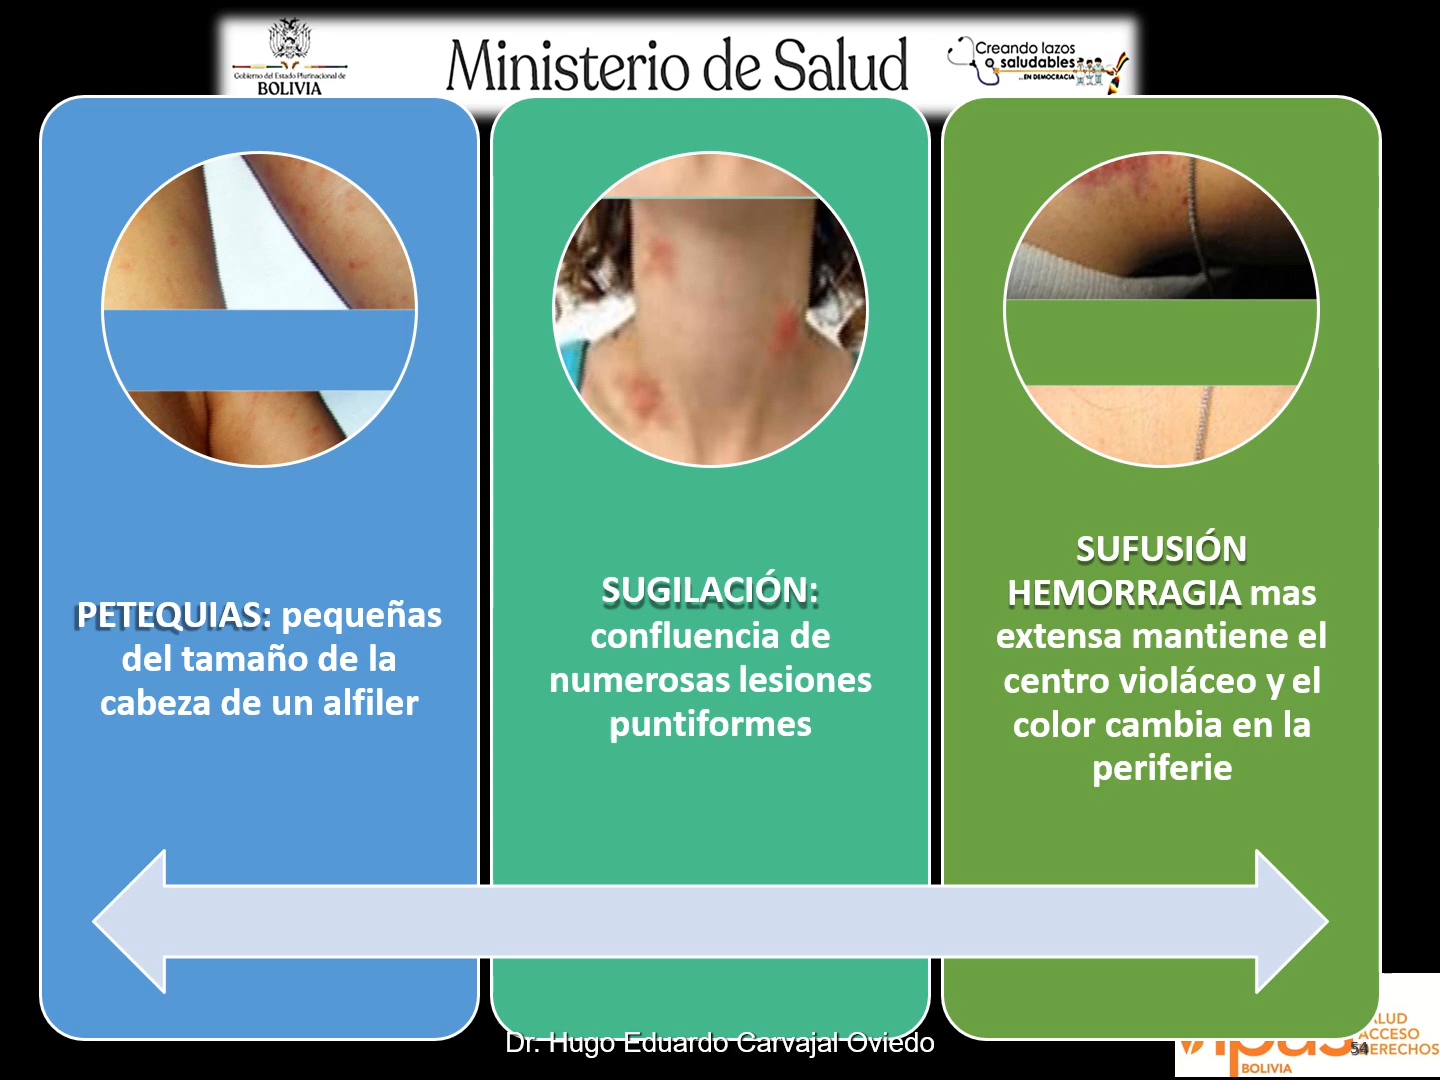 Gobierno del Estado Plurinacional de
BOLIVIA
Ministerio de Salud
Creando lazos
saludables
...EN DEMOCRACIA
PETEQUIAS: pequeñas
del tamaño de la
cabeza de un alfiler
SUGILACIÓN:
confluencia de
numerosas lesiones
puntiformes
SUFUSIÓN
HEMORRAGIA mas
extensa mantiene el
centro violáceo y el
color cambia en la
periferie
Dr. Hugo Eduardo Carvajal Oviedo
ACCESO
54
BOLIVIA